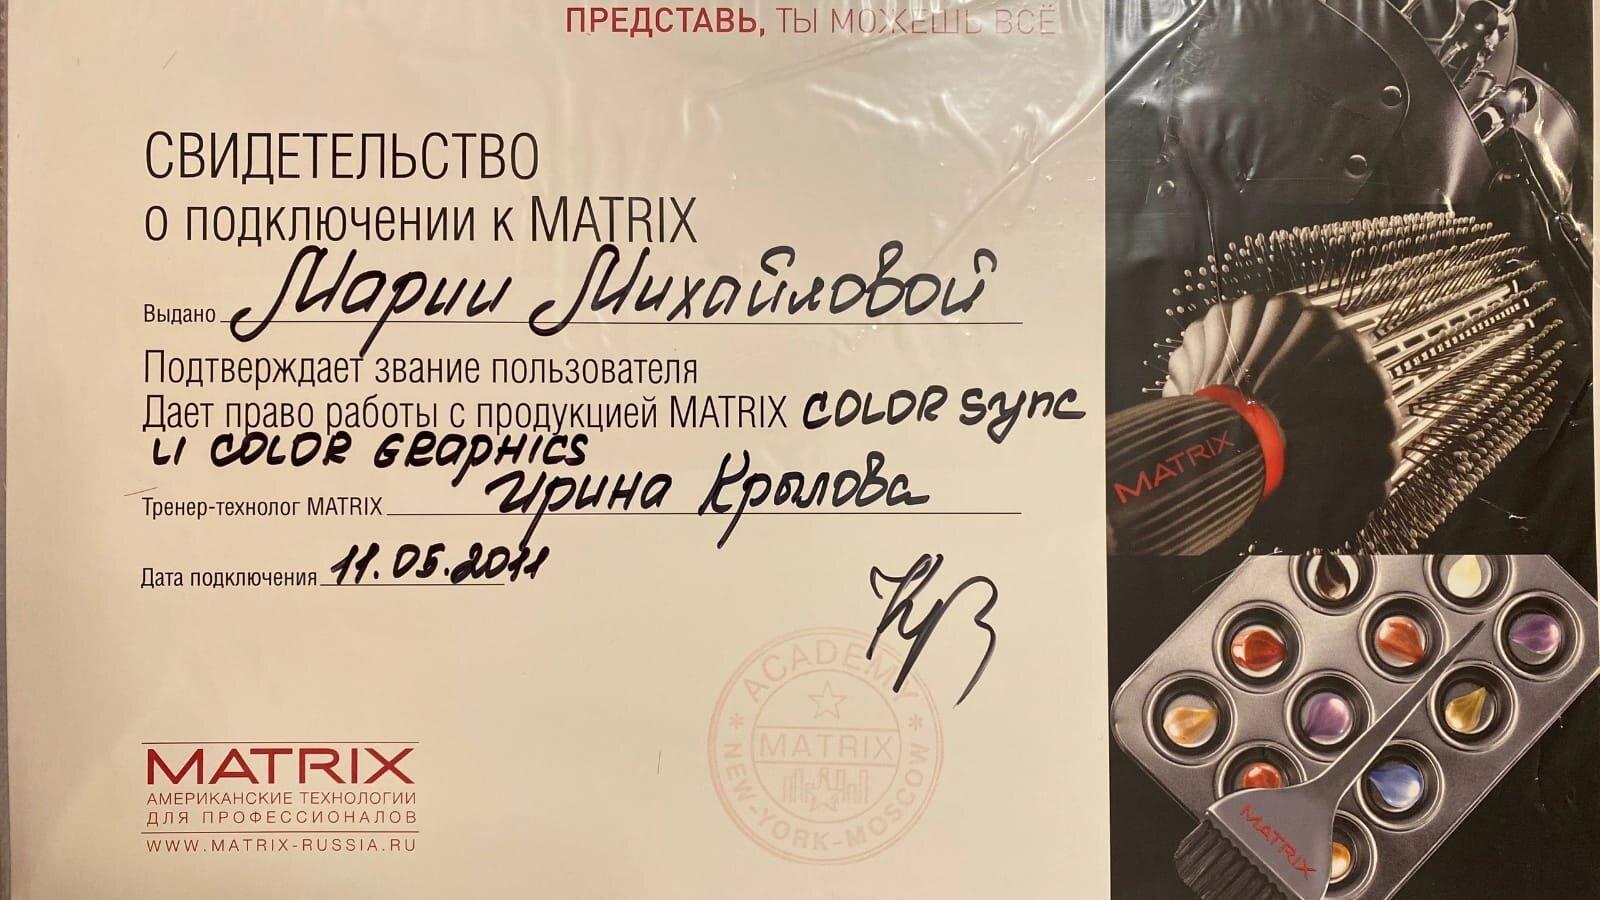 ПРЕДСТАВЬ, ТЫ МОЖЕШЬ ВСЁ
СВИДЕТЕЛЬСТВО
о подключении к MATRIX
Выдано Марии Михайловой
Подтверждает звание пользователя
Дает право работы с продукцией MATRIX COLOR Sync
и COLOR GRAPHICS
Тренер-технолог MATRIX Ирина Крылова
Дата подключения 11.05.2011
ACADEMY
MATRIX
NEW-YORK-MOSCOW
MATRIX
АМЕРИКАНСКИЕ ТЕХНОЛОГИИ
ДЛЯ ПРОФЕССИОНАЛОВ
WWW.MATRIX-RUSSIA.RU
MATRIX
MATRIX